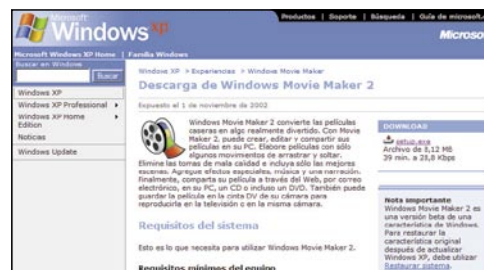 Productos | Soporte | Búsqueda | Guía de microsoft.
Microsoft
Windows xp
Microso
Microsoft Windows XP Home | Familia Windows
Buscar en Windows
Buscar
Windows XP
Windows XP Professional
Windows XP Home Edition
Noticias
Windows Update
Windows XP > Experiencias > Windows Movie Maker
Descarga de Windows Movie Maker 2
Expuesto el 1 de noviembre de 2002
Windows Movie Maker 2 convierte las películas
caseras en algo realmente divertido. Con Movie
Maker 2, puede crear, editar y compartir sus
películas en su PC. Elabore películas con sólo
algunos movimientos de arrastrar y soltar.
Elimine las tomas de mala calidad e incluya sólo las mejores
escenas. Agregue efectos especiales, música y una narración.
Finalmente, comparta su película a través del Web, por correo
electrónico, en su PC, un CD o incluso un DVD. También puede
guardar la película en la cinta DV de su cámara para
reproducirla en la televisión o en la misma cámara.
Requisitos del sistema
Esto es lo que necesita para utilizar Windows Movie Maker 2.
Requisitos mínimos del equipo
DOWNLOAD
setup.exe
Archivo de 8,12 MB
39 min. a 28,8 Kbps
Nota importante
Windows Movie Maker 2 es
una versión beta de una
característica de Windows.
Para restaurar la
característica original
después de actualizar
Windows XP, debe utilizar
Restaurar sistema.